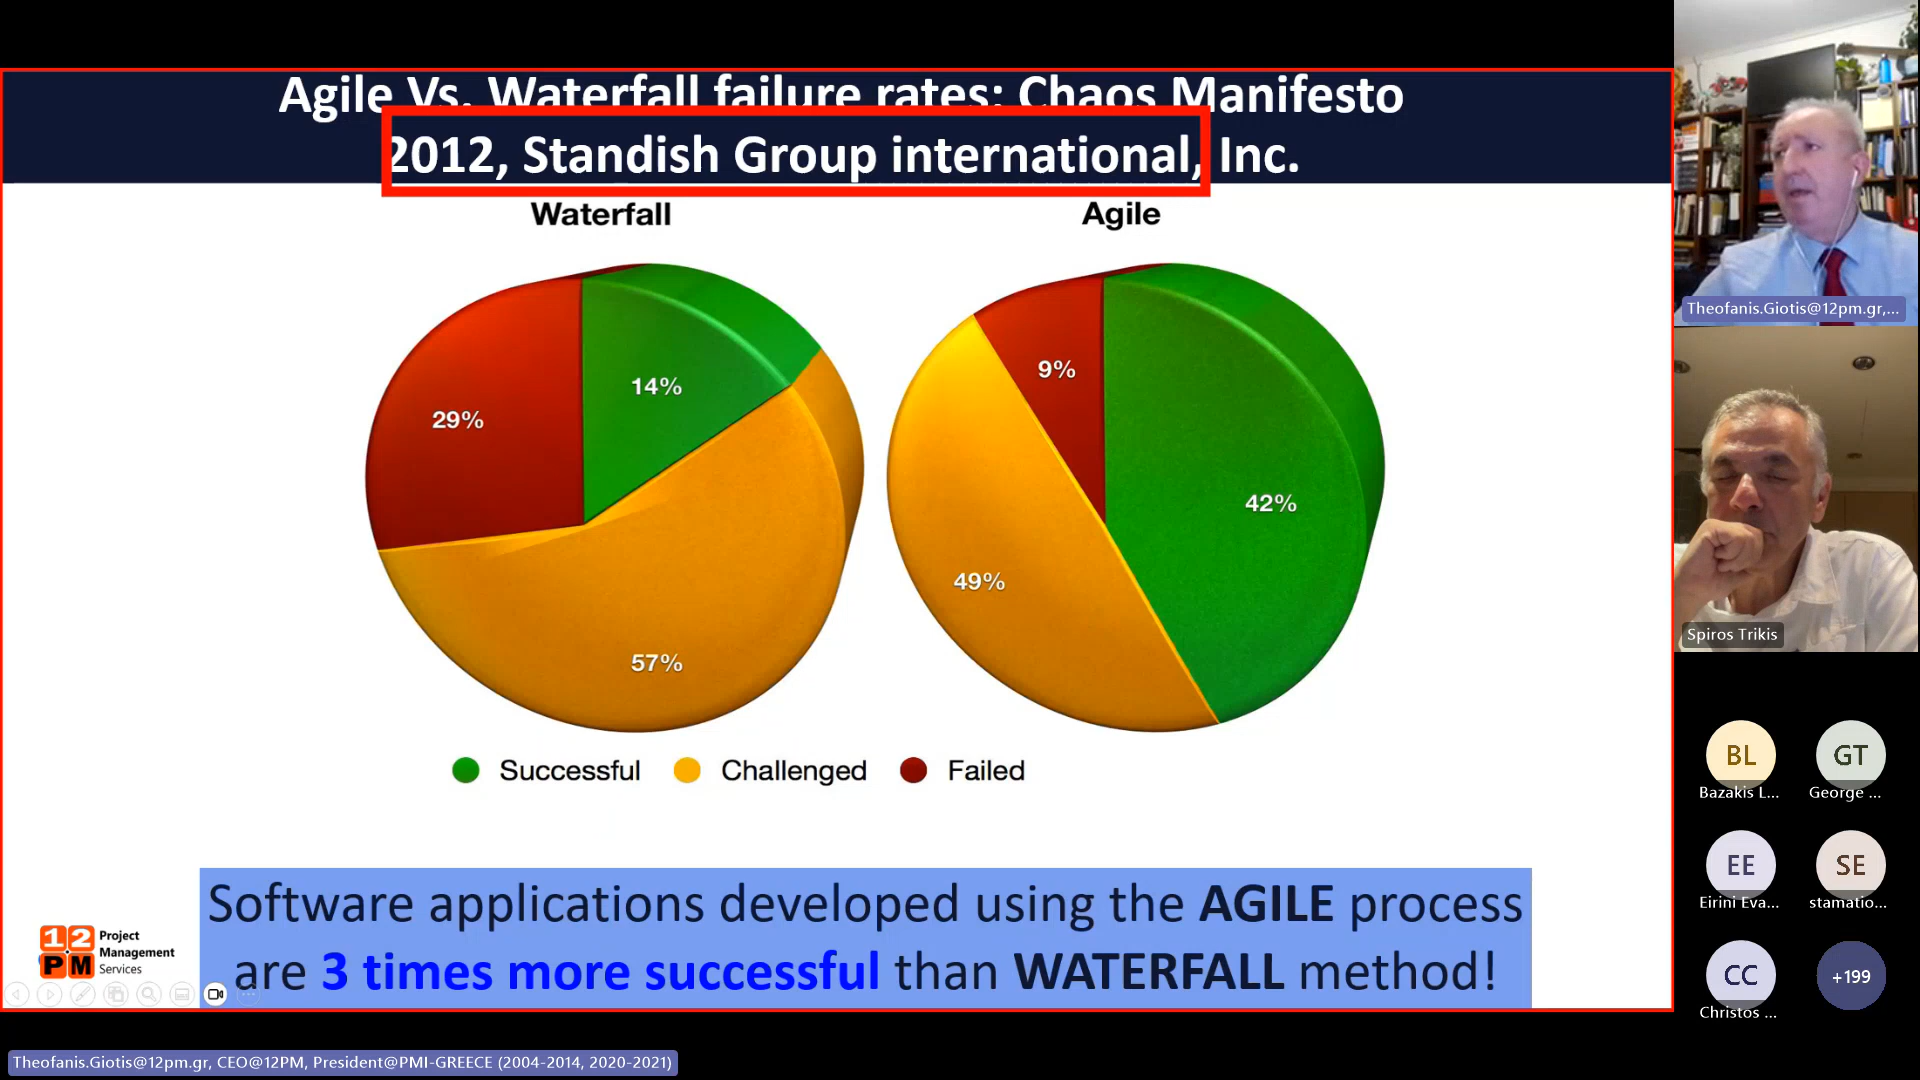 Agile Vs. Waterfall failure rates: Chaos Manifesto
2012, Standish Group international, Inc.
Waterfall
Agile
14%
29%
57%
9%
42%
49%
Successful
Challenged
Failed
Software applications developed using the AGILE process
are 3 times more successful than WATERFALL method!
12
PM
Project
Management
Services
Theofanis.Giotis@12pm.gr,...
Spiros Trikis
BL
Bazakis L...
GT
George ...
EE
Eirini Eva...
SE
stamatio...
CC
Christos ...
+199
Theofanis.Giotis@12pm.gr, CEO@12PM, President@PMI-GREECE (2004-2014, 2020-2021)